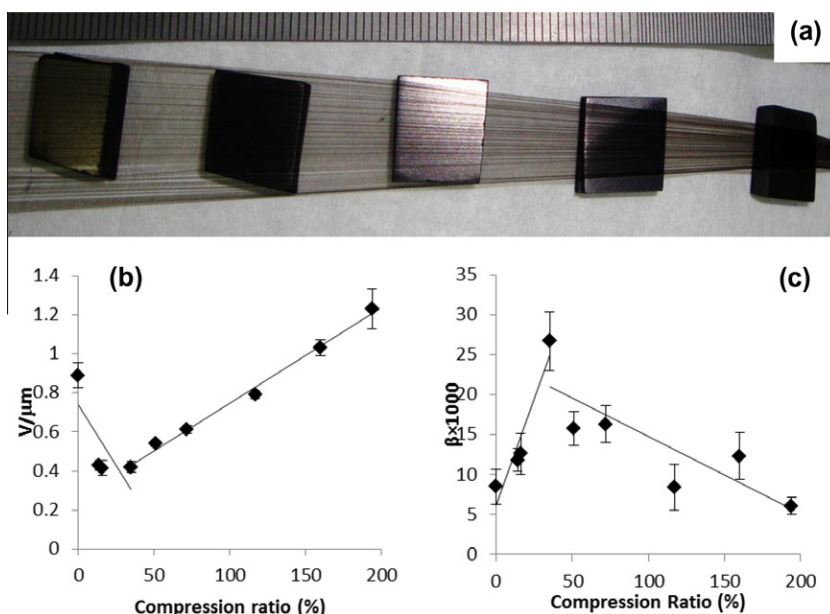 (a)
(b)
V/μm
1.4
1.2
1
0.8
0.6
0.4
0.2
0
0 50 100 150 200
Compression ratio (%)
(c)
β×1000
35
30
25
20
15
10
5
0
0 50 100 150 200
Compression Ratio (%)